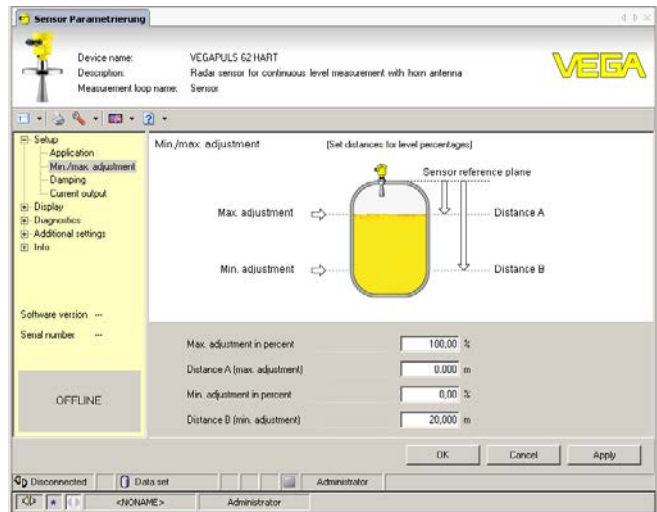 Sensor Parametrierung
Device name: VEGAPULS 62 HART
Description: Radar sensor for continuous level measurement with horn antenna
Measurement loop name: Sensor
VEGA
Setup
Application
Min./max. adjustment
Damping
Current output
Display
Diagnostics
Additional settings
Info
Software version ---
Serial number ---
OFFLINE
Min./max. adjustment (Set distances for level percentages)
Sensor reference plane
Max. adjustment
Distance A
Min. adjustment
Distance B
Max. adjustment in percent 100,00 %
Distance A (max. adjustment) 0.000 m
Min. adjustment in percent 0,00 %
Distance B (min. adjustment) 20,000 m
OK Cancel Apply
Disconnected Data set Administrator
<NONAME> Administrator